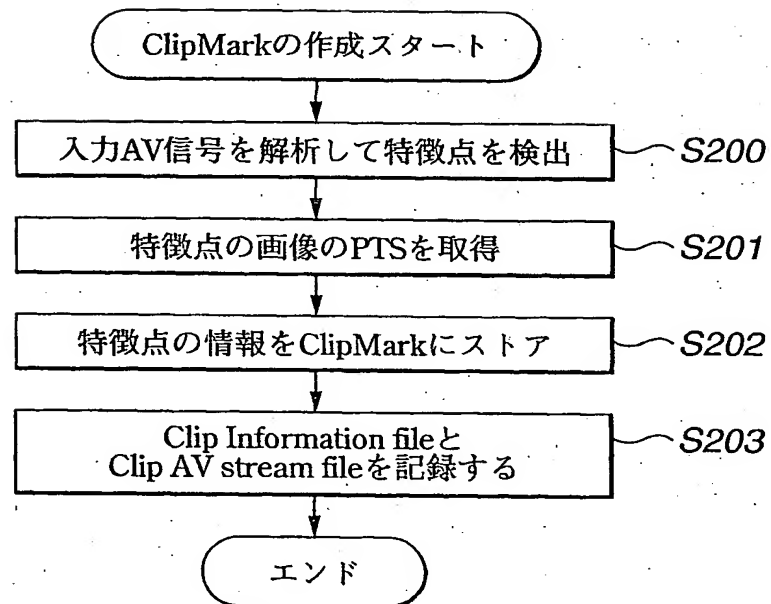 ClipMarkの作成スタート
入力AV信号を解析して特徴点を検出
S200
特徴点の画像のPTSを取得
S201
特徴点の情報をClipMarkにストア
S202
Clip Information fileと
Clip AV stream fileを記録する
S203
エンド